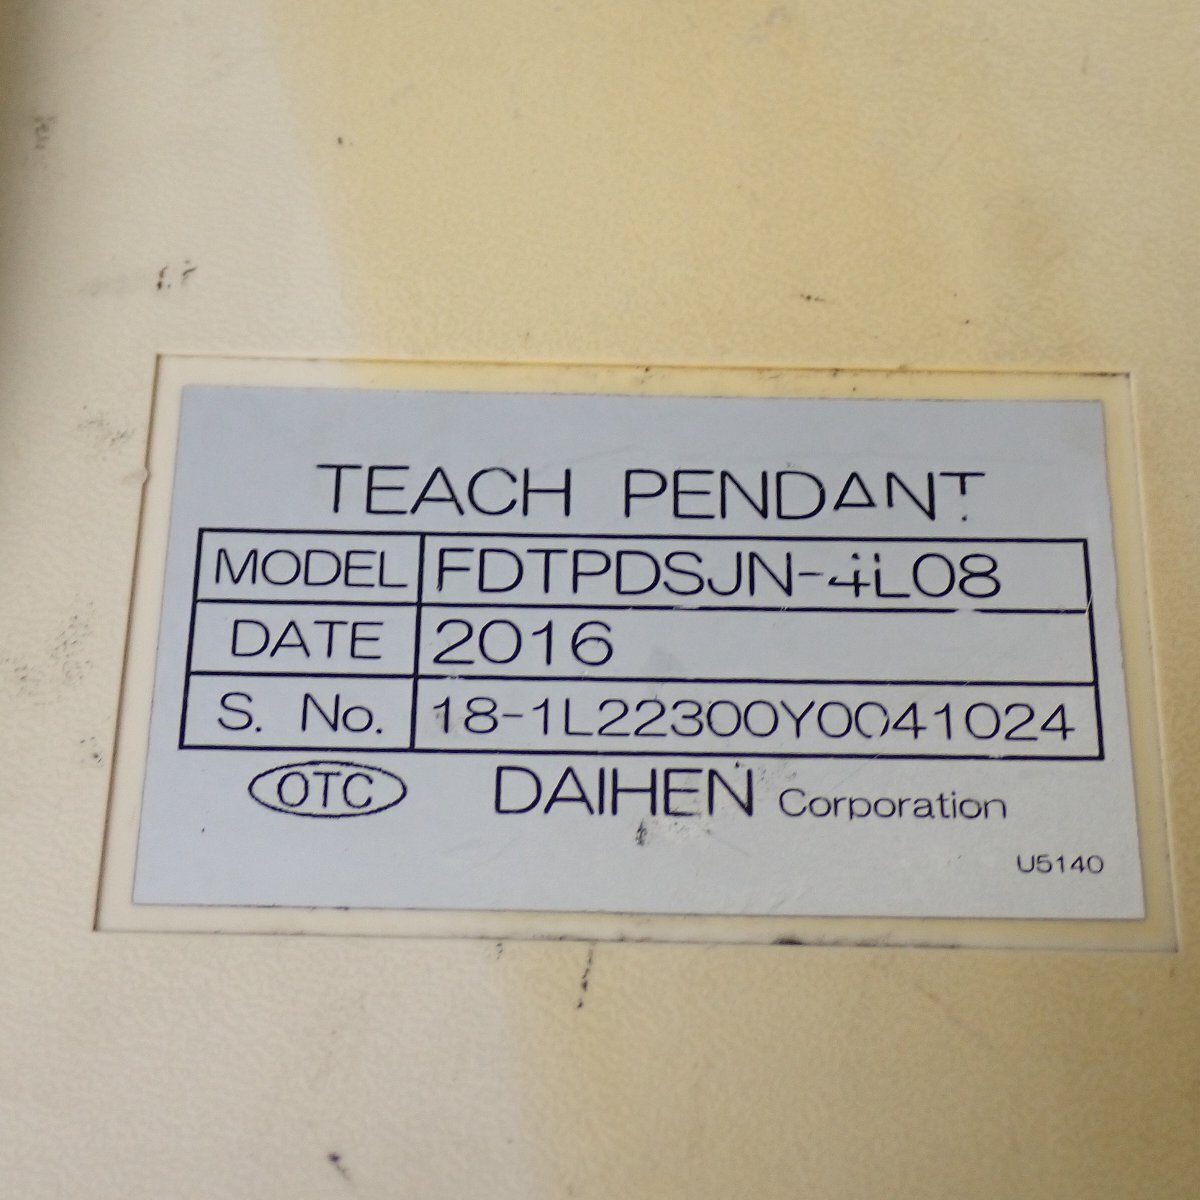 TEACH PENDANT
MODEL FDTPDSJN-4L08
DATE 2016
S. No. 18-1L22300Y0041024
OTC DAIHEN Corporation
U5140